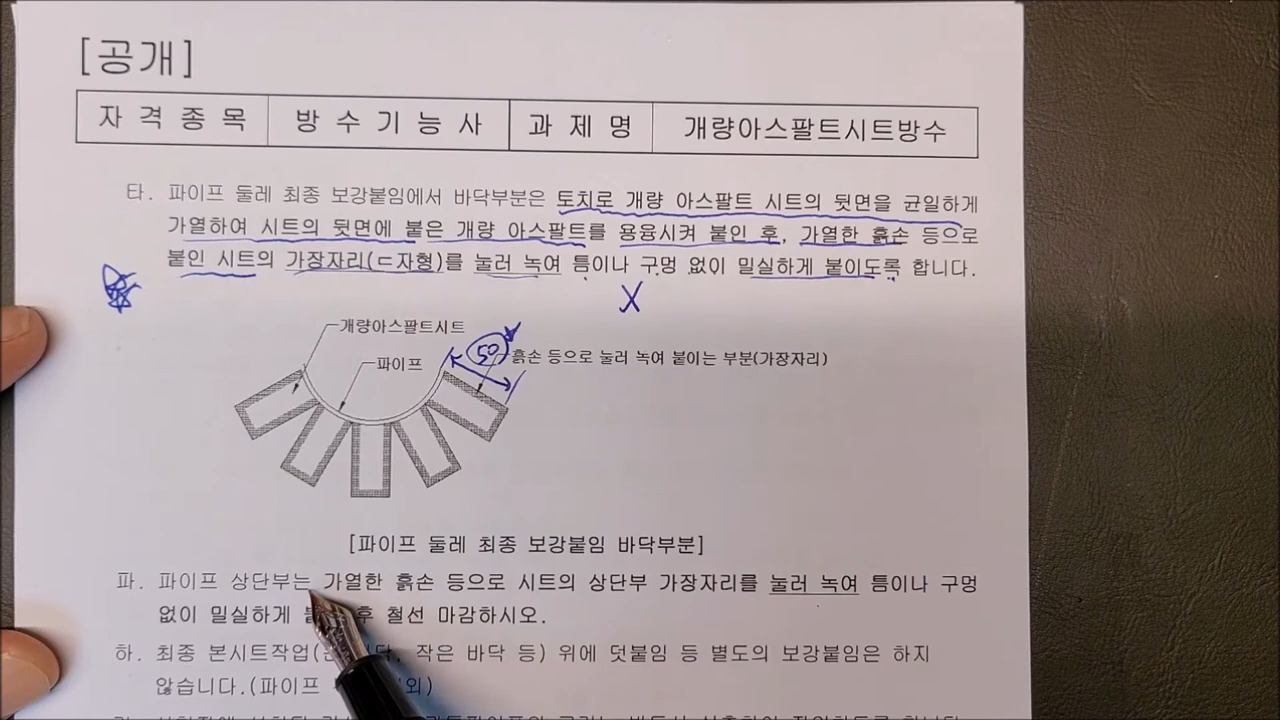 [공개]
자 격 종 목 방 수 기 능 사 과 제 명 개량아스팔트시트방수
타. 파이프 둘레 최종 보강붙임에서 바닥부분은 토치로 개량 아스팔트 시트의 뒷면을 균일하게
가열하여 시트의 뒷면에 붙은 개량 아스팔트를 용융시켜 붙인 후, 가열한 흙손 등으로
붙인 시트의 가장자리(ㄷ자형)를 눌러 녹여 틈이나 구멍 없이 밀실하게 붙이도록 합니다.
X
개량아스팔트시트
50
파이프
흙손 등으로 눌러 녹여 붙이는 부분(가장자리)
[파이프 둘레 최종 보강붙임 바닥부분]
파. 파이프 상단부는 가열한 흙손 등으로 시트의 상단부 가장자리를 눌러 녹여 틈이나 구멍
없이 밀실하게 후 철선 마감하시오.
하. 최종 본시트작업( 작은 바닥 등) 위에 덧붙임 등 별도의 보강붙임은 하지
않습니다.(파이프